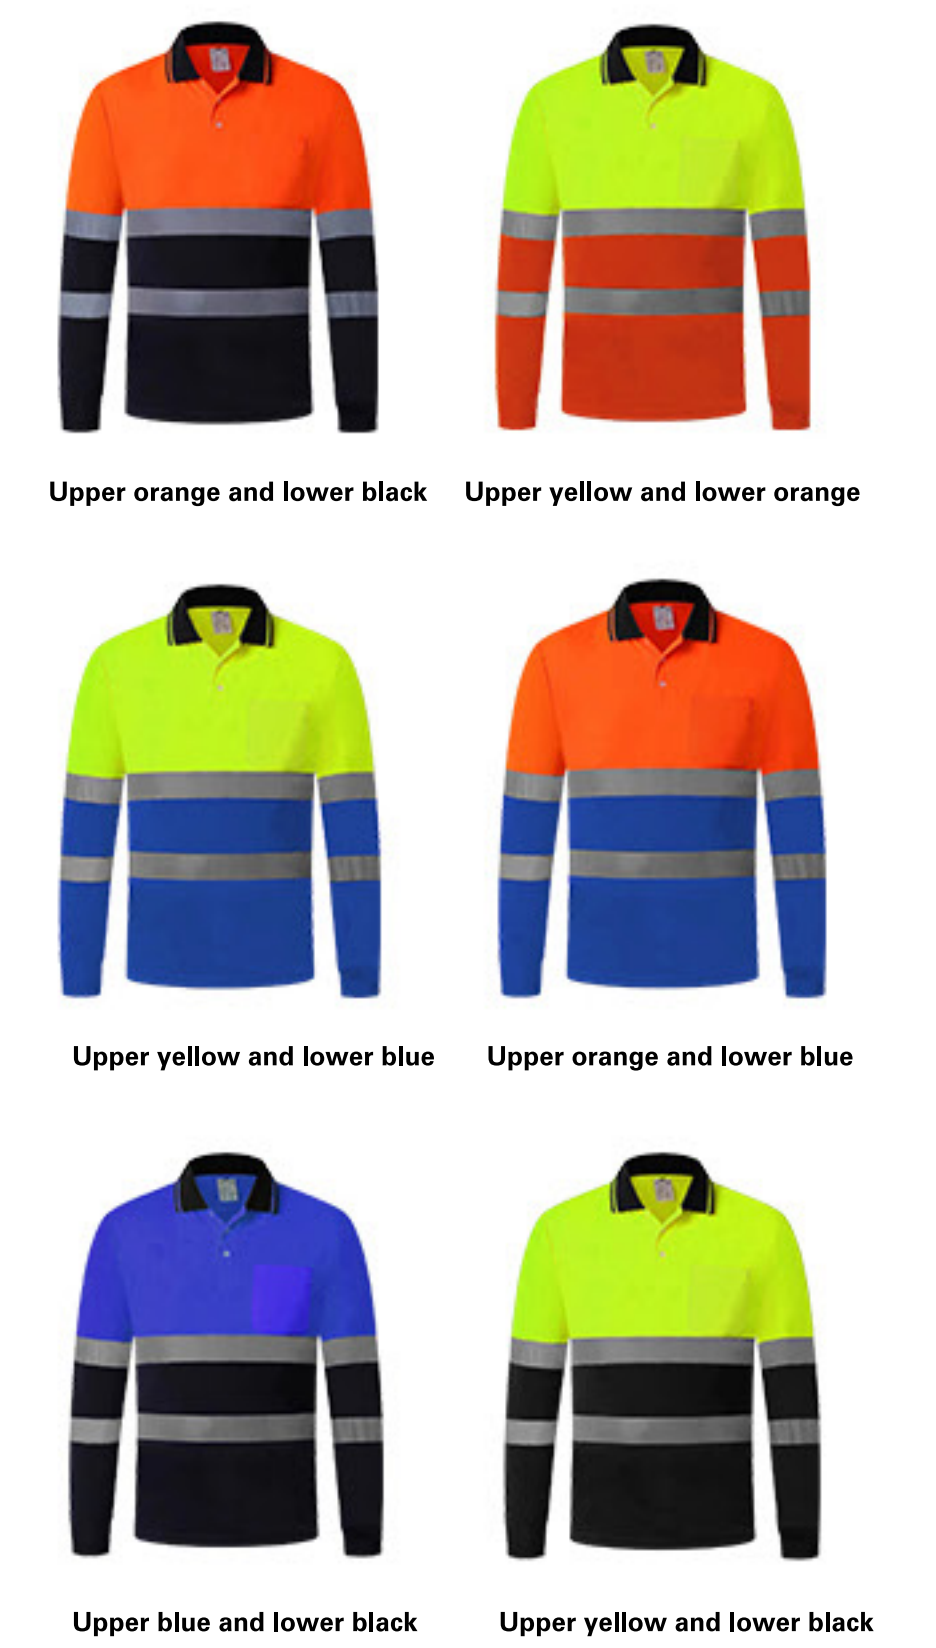 Upper orange and lower black
Upper yellow and lower orange
Upper yellow and lower blue
Upper orange and lower blue
Upper blue and lower black
Upper yellow and lower black